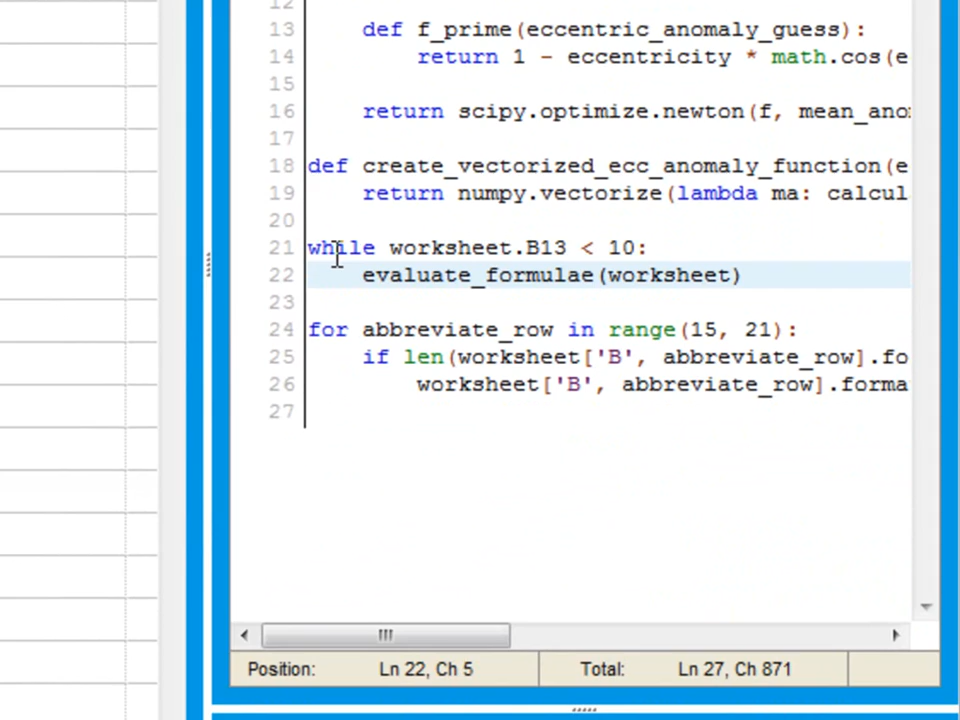 12
13 def f_prime(eccentric_anomaly_guess):
14 return 1 - eccentricity * math.cos(e
15
16 return scipy.optimize.newton(f, mean_ano
17
18 def create_vectorized_ecc_anomaly_function(e
19 return numpy.vectorize(lambda ma: calcul
20
21 while worksheet.B13 < 10:
22 evaluate_formulae(worksheet)
23
24 for abbreviate_row in range(15, 21):
25 if len(worksheet['B', abbreviate_row].fo
26 worksheet['B', abbreviate_row].forma
27
Position: Ln 22, Ch 5 Total: Ln 27, Ch 871